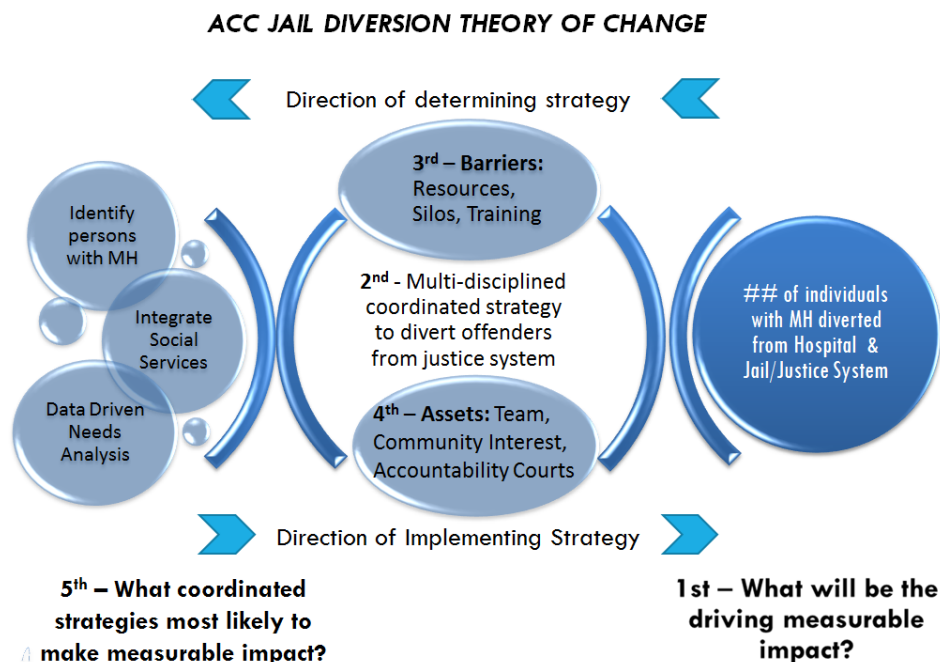 ACC JAIL DIVERSION THEORY OF CHANGE
Direction of determining strategy
Identify
persons
with MH
Integrate
Social
Services
Data Driven
Needs
Analysis
3rd – Barriers:
Resources,
Silos, Training
2nd - Multi-disciplined
coordinated strategy
to divert offenders
from justice system
4th – Assets: Team,
Community Interest,
Accountability Courts
## of individuals
with MH diverted
from Hospital &
Jail/Justice System
Direction of Implementing Strategy
5th – What coordinated
strategies most likely to
make measurable impact?
1st – What will be the
driving measurable
impact?